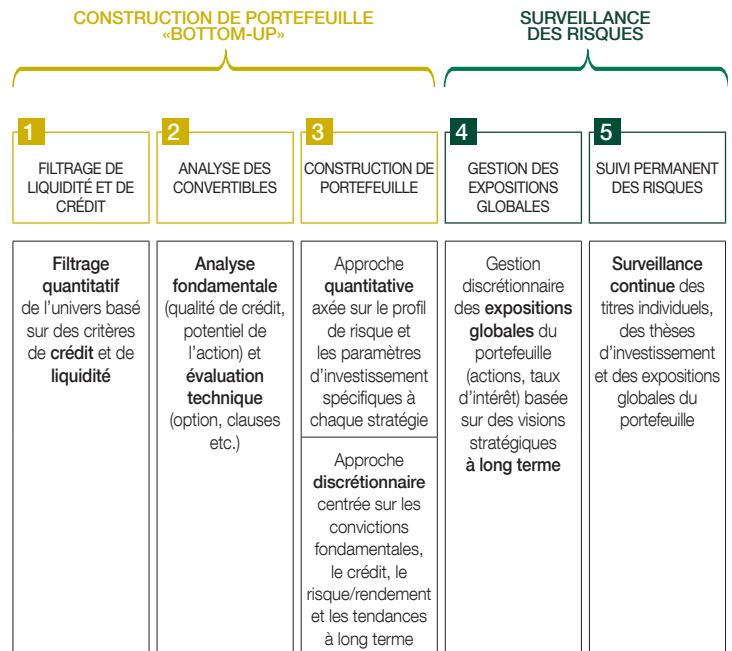 CONSTRUCTION DE PORTEFEUILLE
«BOTTOM-UP»
SURVEILLANCE
DES RISQUES
1
FILTRAGE DE
LIQUIDITÉ ET DE
CRÉDIT
2
ANALYSE DES
CONVERTIBLES
3
CONSTRUCTION DE
PORTEFEUILLE
4
GESTION DES
EXPOSITIONS
GLOBALES
5
SUIVI PERMANENT
DES RISQUES
Filtrage
quantitatif
de l’univers basé
sur des critères
de crédit et de
liquidité
Analyse
fondamentale
(qualité de crédit,
potentiel de
l’action) et
évaluation
technique
(option, clauses
etc.)
Approche
quantitative
axée sur le profil
de risque et
les paramètres
d’investissement
spécifiques à
chaque stratégie
Approche
discrétionnaire
centrée sur les
convictions
fondamentales,
le crédit, le
risque/rendement
et les tendances
à long terme
Gestion
discrétionnaire
des expositions
globales du
portefeuille
(actions, taux
d’intérêt) basée
sur des visions
stratégiques
à long terme
Surveillance
continue des
titres individuels,
des thèses
d’investissement
et des expositions
globales du
portefeuille